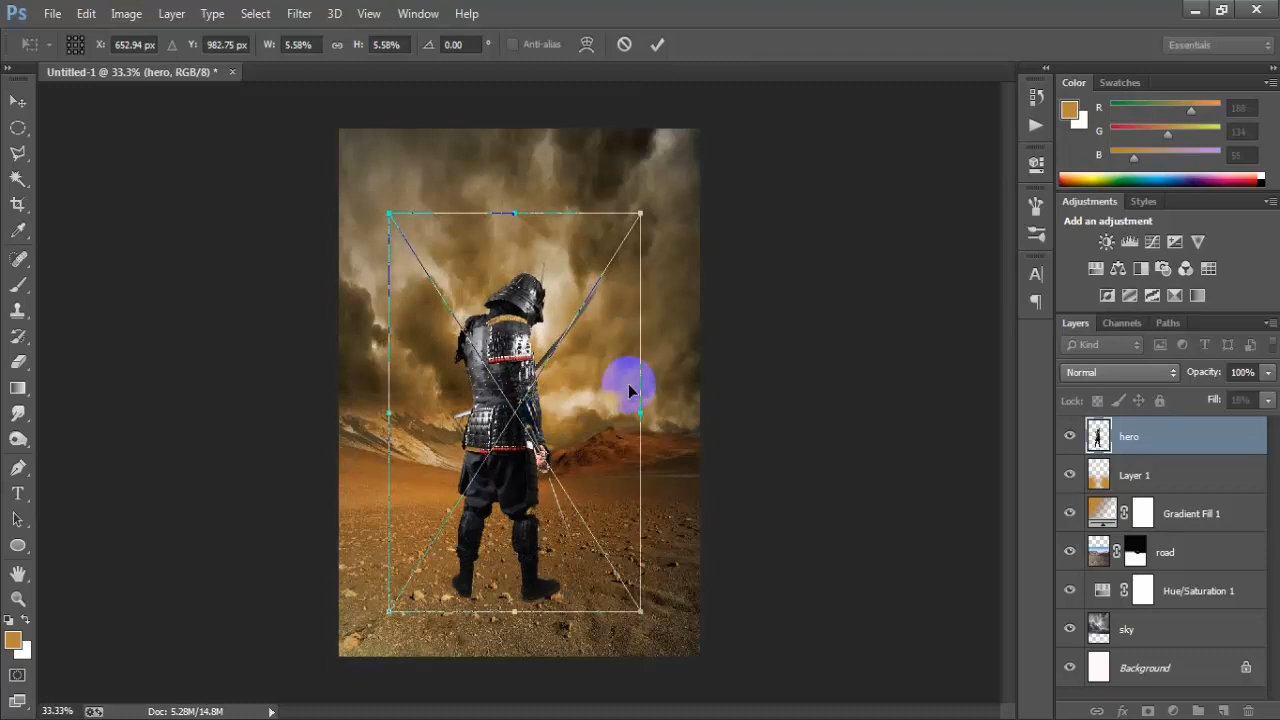 Ps File Edit Image Layer Type Select Filter 3D View Window Help
X: 652.94 px Y: 982.75 px W: 5.58% H: 5.58% 0.00 ° Anti-alias Essentials
Untitled-1 @ 33.3% (hero, RGB/8) * ×
Color Swatches
R 188
G 134
B 55
Adjustments Styles
Add an adjustment
Layers Channels Paths
Kind
Normal Opacity: 100%
Lock: Fill: 18%
hero
Layer 1
Gradient Fill 1
road
Hue/Saturation 1
sky
Background
33.33% Doc: 5.28M/14.8M